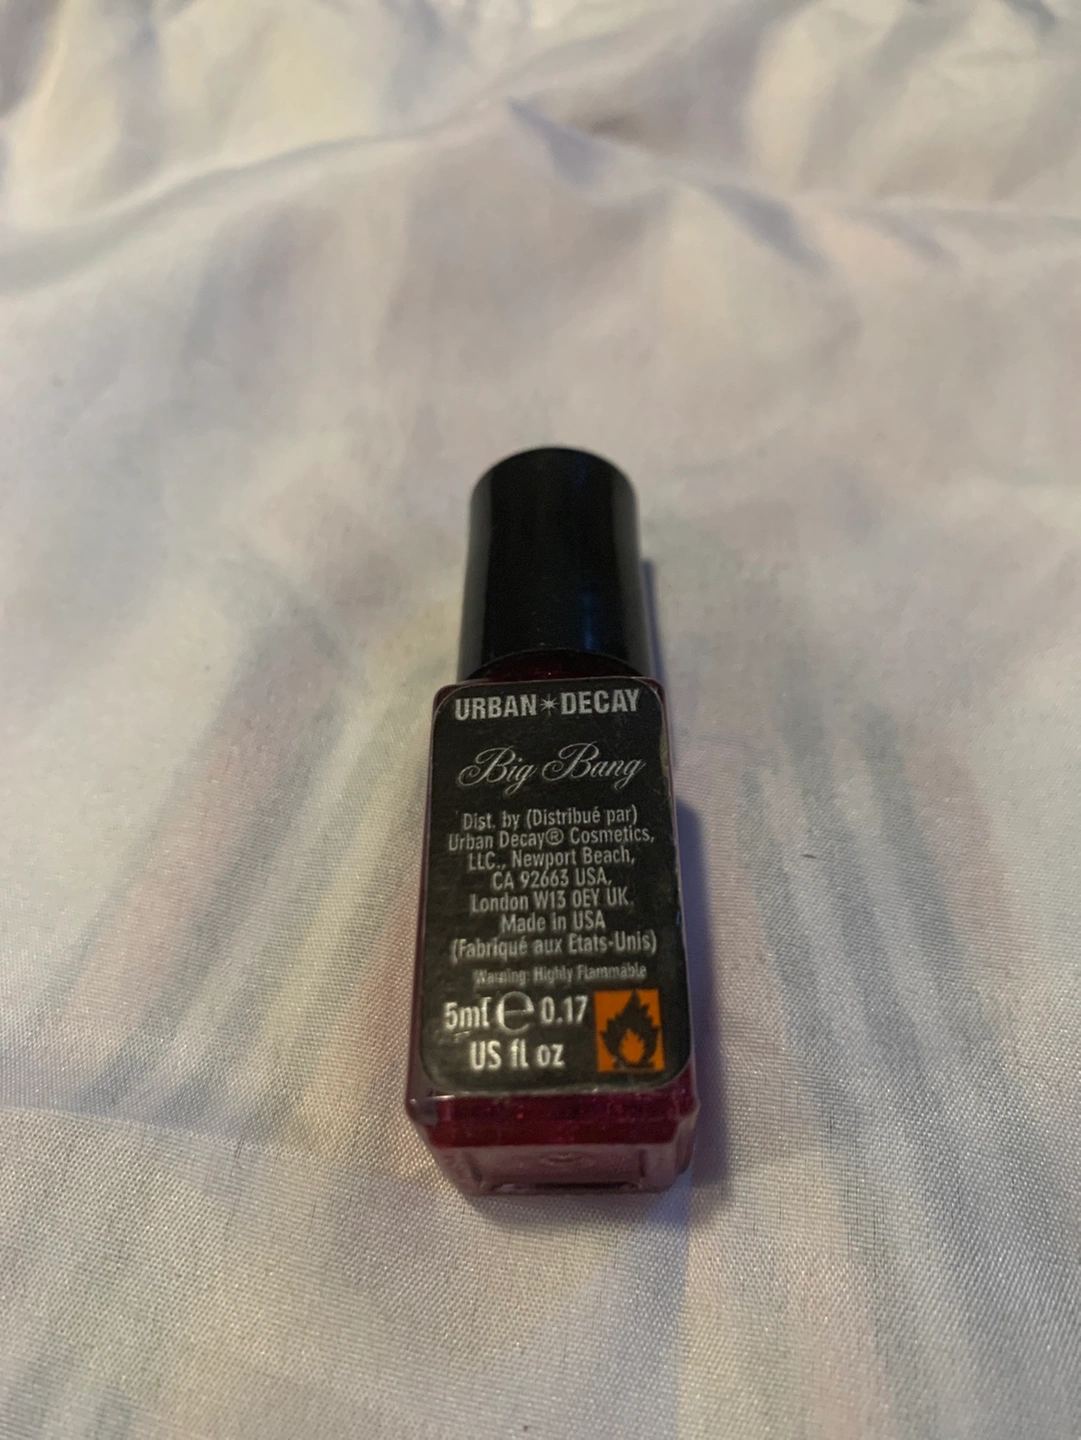 URBAN✴DECAY
Big Bang
Dist. by (Distribué par)
Urban Decay® Cosmetics,
LLC., Newport Beach,
CA 92663 USA,
London W13 0EY UK.
Made in USA
(Fabriqué aux Etats-Unis)
Warning: Highly Flammable
5ml ℮ 0.17
US fl oz